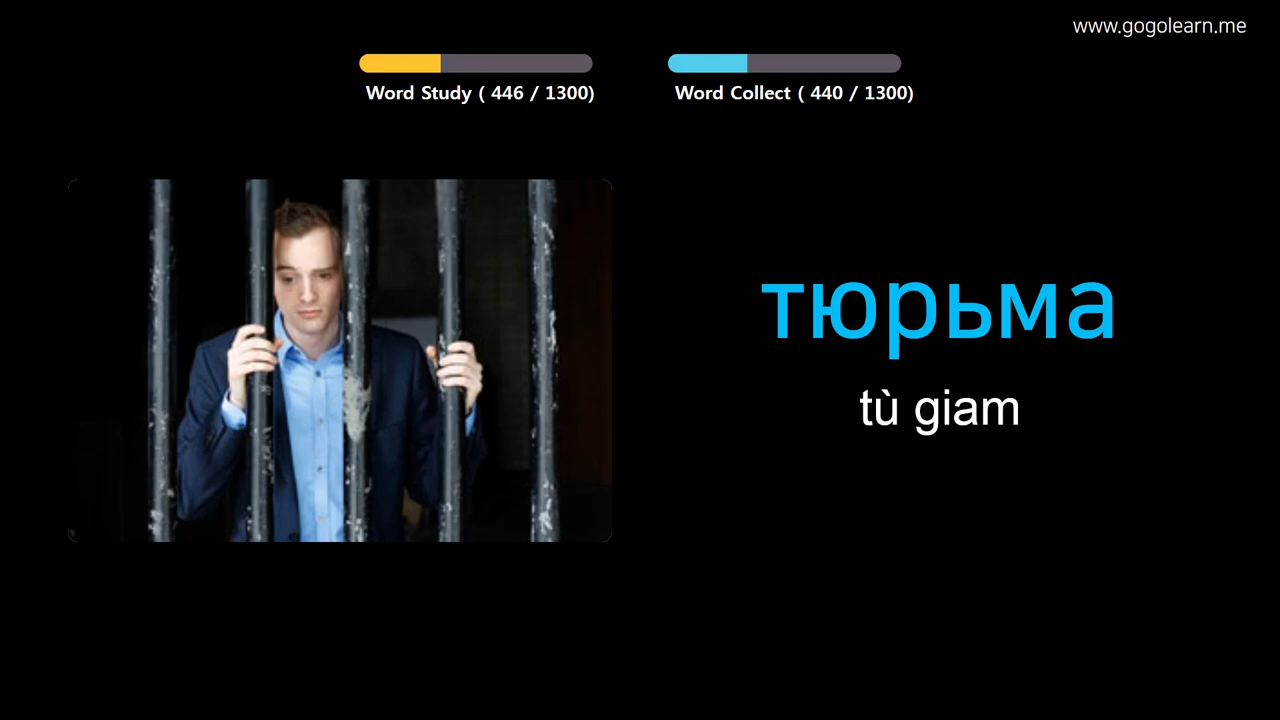 www.gogolearn.me
Word Study ( 446 / 1300)
Word Collect ( 440 / 1300)
тюрьма
tù giam